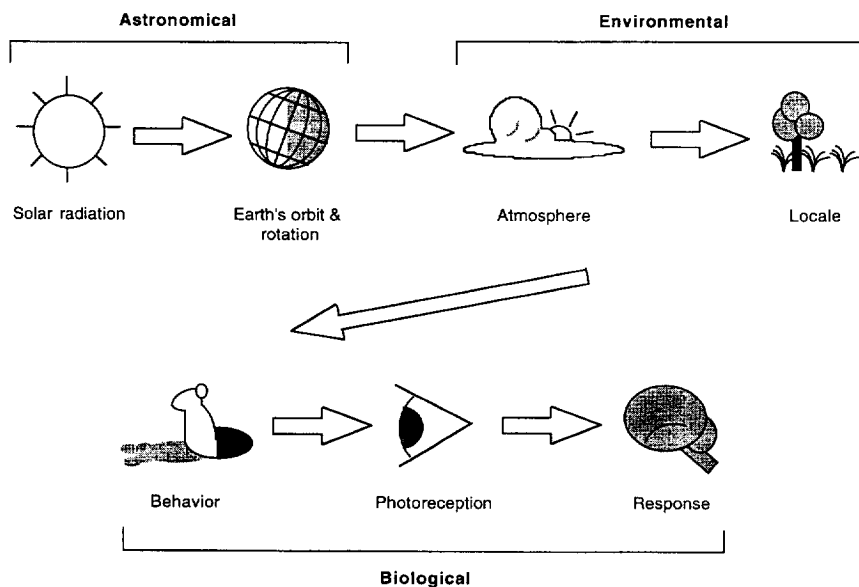 Astronomical
Environmental
Solar radiation
Earth's orbit &
rotation
Atmosphere
Locale
Behavior
Photoreception
Response
Biological